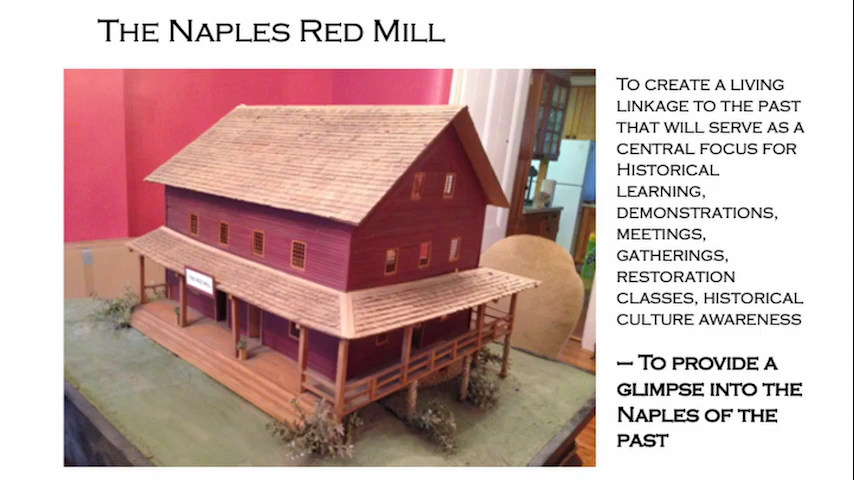 The Naples Red Mill
To create a living
linkage to the past
that will serve as a
central focus for
Historical
learning,
demonstrations,
meetings,
gatherings,
restoration
classes, historical
culture awareness
– To provide a
glimpse into the
Naples of the
past